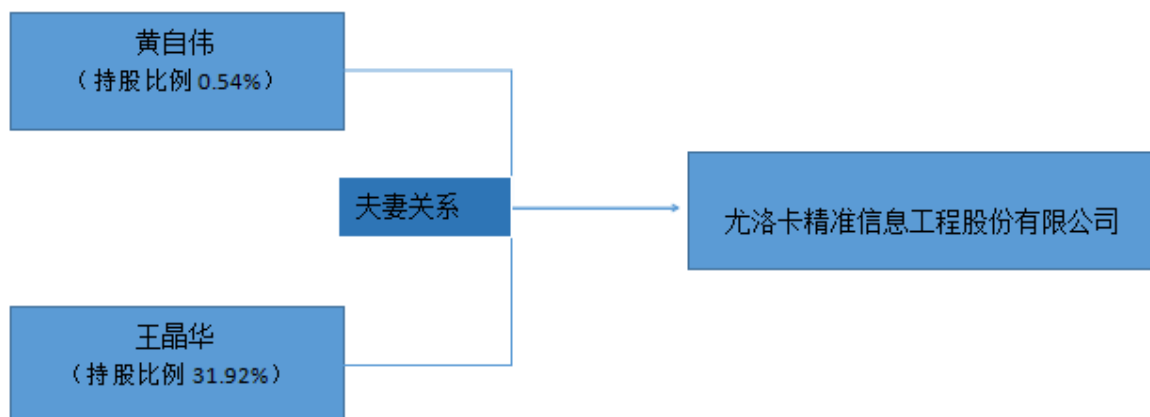 黄自伟
（持股比例 0.54%）
夫妻关系
尤洛卡精准信息工程股份有限公司
王晶华
（持股比例 31.92%）